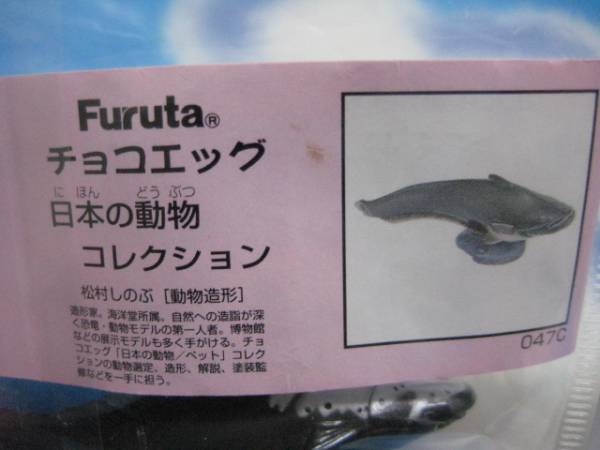 Furuta®
チョコエッグ
にほん どうぶつ
日本の動物
コレクション
松村しのぶ［動物造形］
造形家。海洋堂所属、自然への造詣が深
く恐竜・動物モデルの第一人者。博物館
などの展示モデルも多く手がける。チョ
コエッグ「日本の動物／ペット」コレク
ションの動物選定、造形、解説、塗装監
修などを一手に担う。
047C